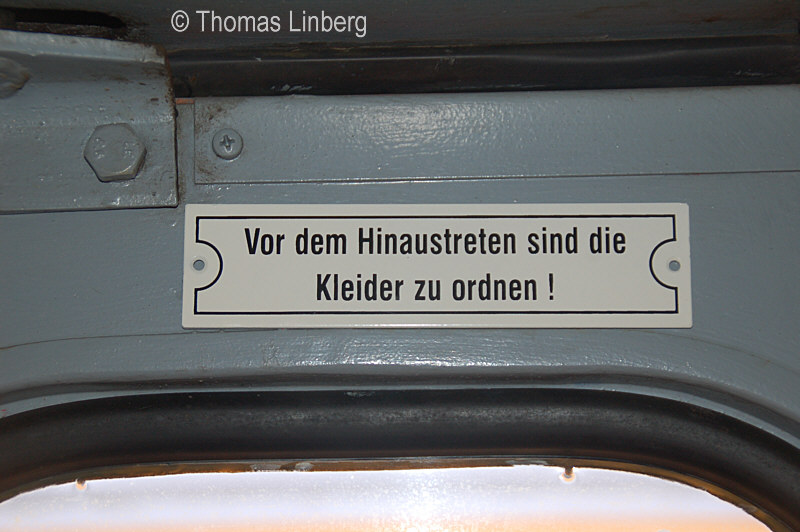 © Thomas Linberg
Vor dem Hinaustreten sind die
Kleider zu ordnen !